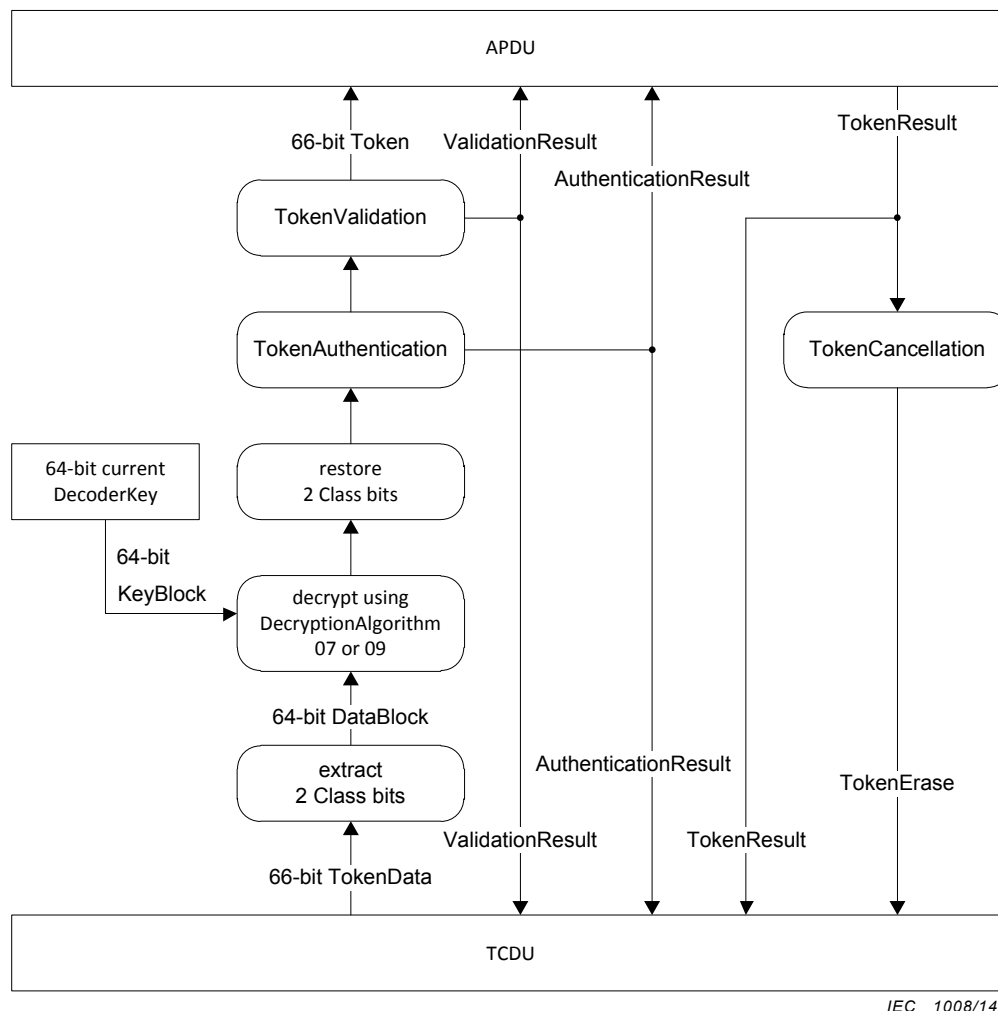 APDU
66-bit Token
ValidationResult
TokenResult
AuthenticationResult
TokenValidation
TokenAuthentication
TokenCancellation
64-bit current
DecoderKey
restore
2 Class bits
64-bit
KeyBlock
decrypt using
DecryptionAlgorithm
07 or 09
64-bit DataBlock
extract
2 Class bits
AuthenticationResult
TokenErase
ValidationResult
TokenResult
66-bit TokenData
TCDU
IEC 1008/14